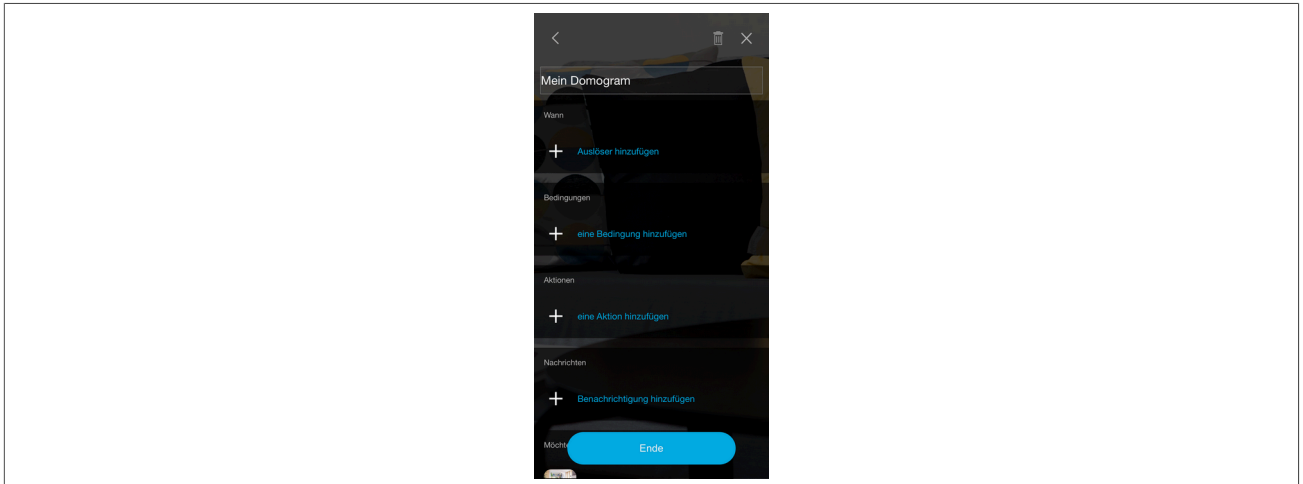 Mein Domogram
Wann
Auslöser hinzufügen
Bedingungen
eine Bedingung hinzufügen
Aktionen
eine Aktion hinzufügen
Nachrichten
Benachrichtigung hinzufügen
Ende